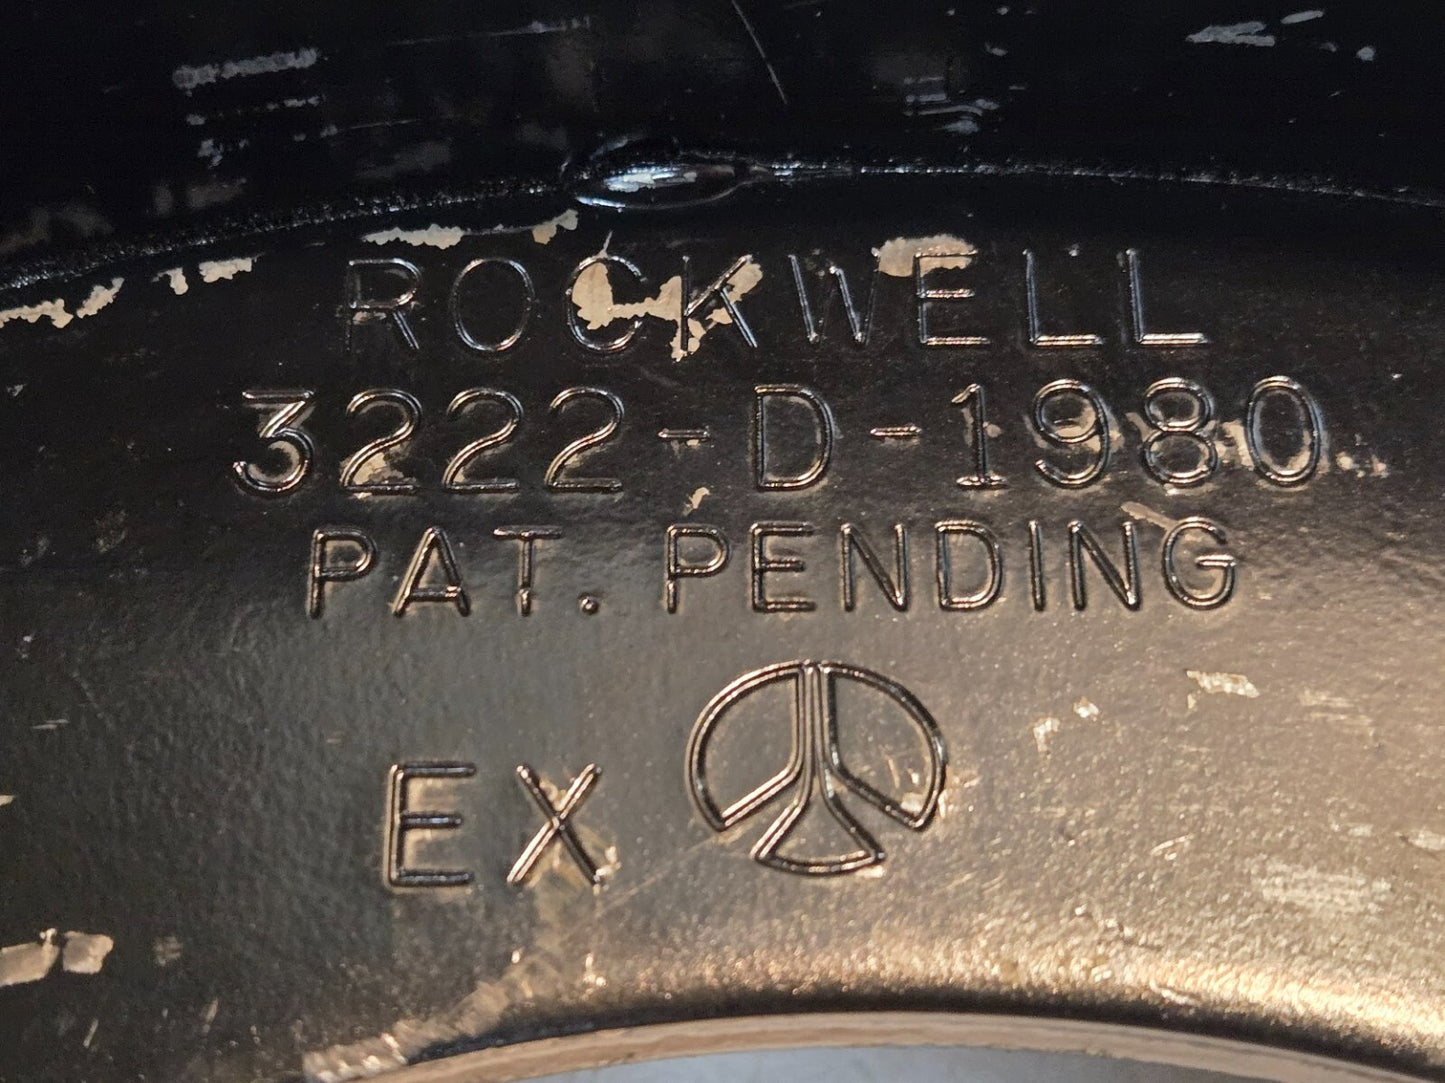 ROCKWELL
3222-D-1980
PAT. PENDING
EX